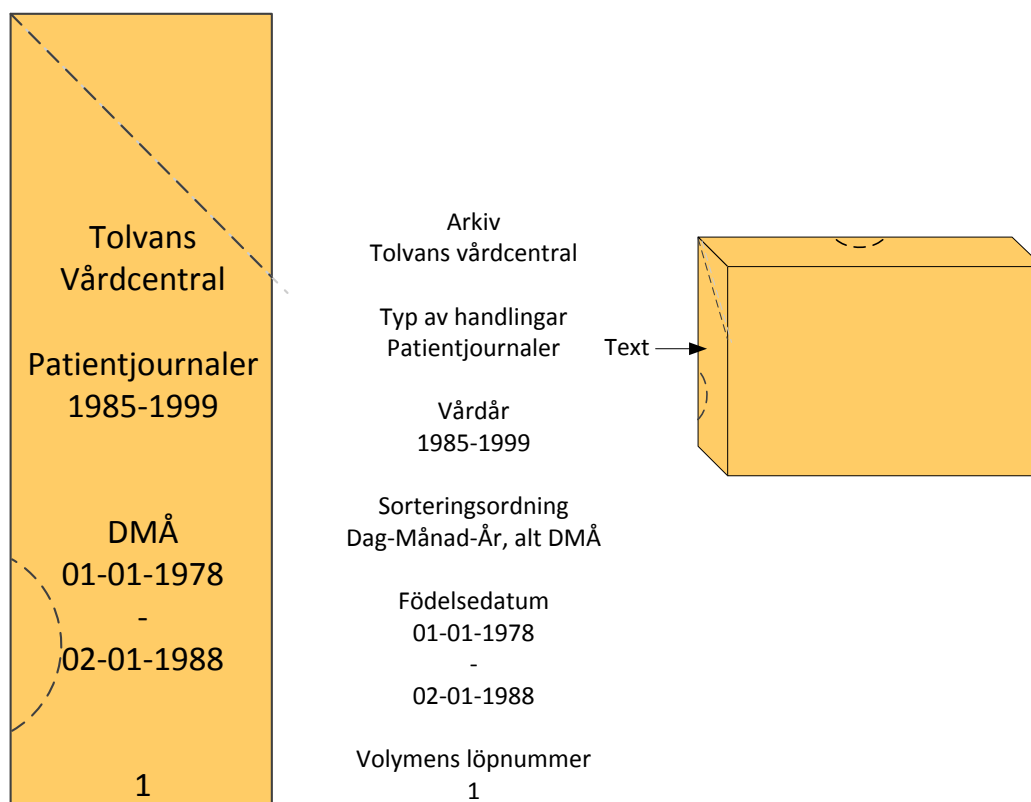 Tolvans
Vårdcentral
Patientjournaler
1985-1999
DMÅ
01-01-1978
-
02-01-1988
1
Arkiv
Tolvans vårdcentral
Typ av handlingar
Patientjournaler
Vårdår
1985-1999
Sorteringsordning
Dag-Månad-År, alt DMÅ
Födelsedatum
01-01-1978
-
02-01-1988
Volymens löpnummer
1
Text